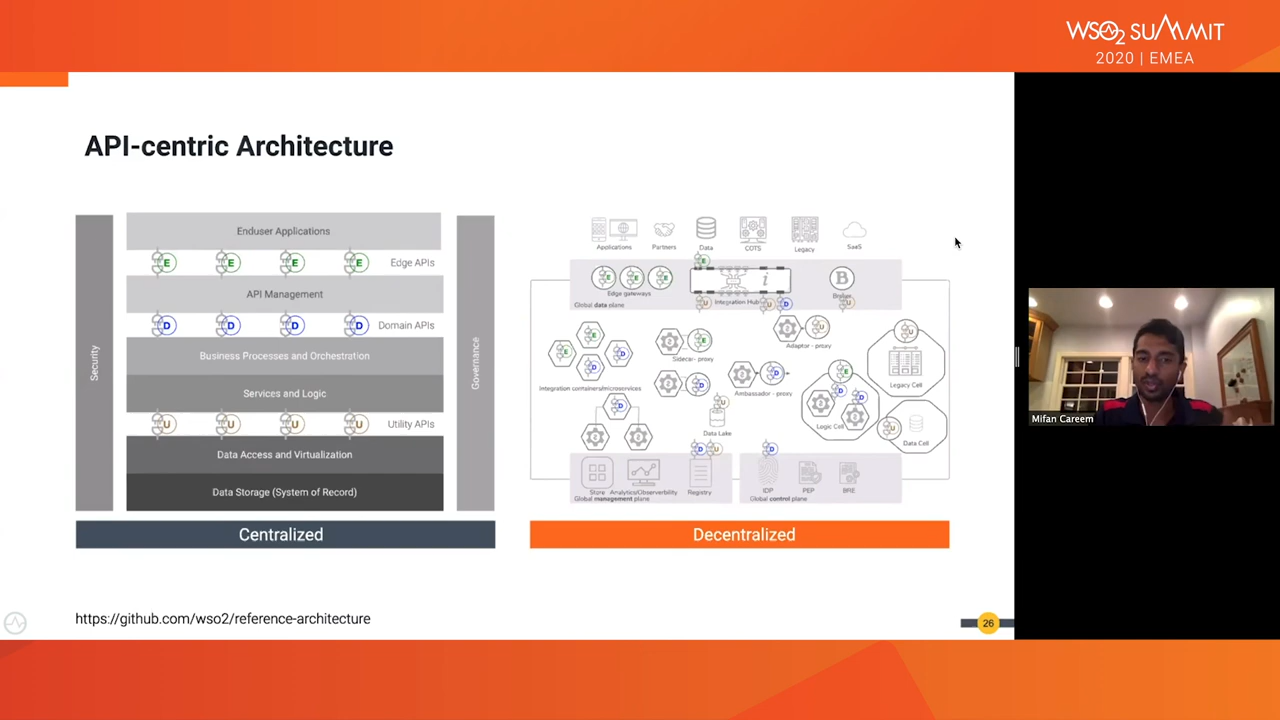 WSO2 SUMMIT
2020 | EMEA
API-centric Architecture
Security
Enduser Applications
E E E E Edge APIs
API Management
D D D D Domain APIs
Business Processes and Orchestration
Services and Logic
U U U U Utility APIs
Data Access and Virtualization
Data Storage (System of Record)
Governance
Centralized
Applications Partners Data COTS Legacy SaaS
E
E E E i B
Edge gateways Integration Hub Broker
Global data plane
U U D U
E E D D
Integration containers/microservices
E
Sidecar - proxy
D
U
Adaptor - proxy
D
Ambassador - proxy
U
Legacy Cell
E D D
Logic Cell
U
Data Cell
D
U
Data Lake
D U D
Store Analytics/Observerbility Registry
Global management plane
IDP PEP BRE
Global control plane
Decentralized
Mifan Careem
https://github.com/wso2/reference-architecture
26